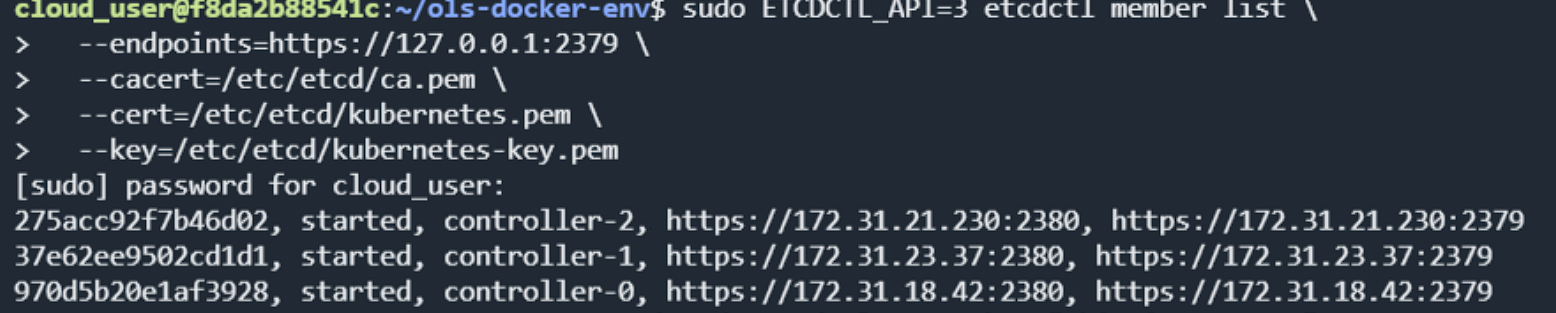 cloud_user@f8da2b88541c:~/ols-docker-env$ sudo ETCDCTL_API=3 etcdctl member list \
>   --endpoints=https://127.0.0.1:2379 \
>   --cacert=/etc/etcd/ca.pem \
>   --cert=/etc/etcd/kubernetes.pem \
>   --key=/etc/etcd/kubernetes-key.pem
[sudo] password for cloud_user:
275acc92f7b46d02, started, controller-2, https://172.31.21.230:2380, https://172.31.21.230:2379
37e62ee9502cd1d1, started, controller-1, https://172.31.23.37:2380, https://172.31.23.37:2379
970d5b20e1af3928, started, controller-0, https://172.31.18.42:2380, https://172.31.18.42:2379